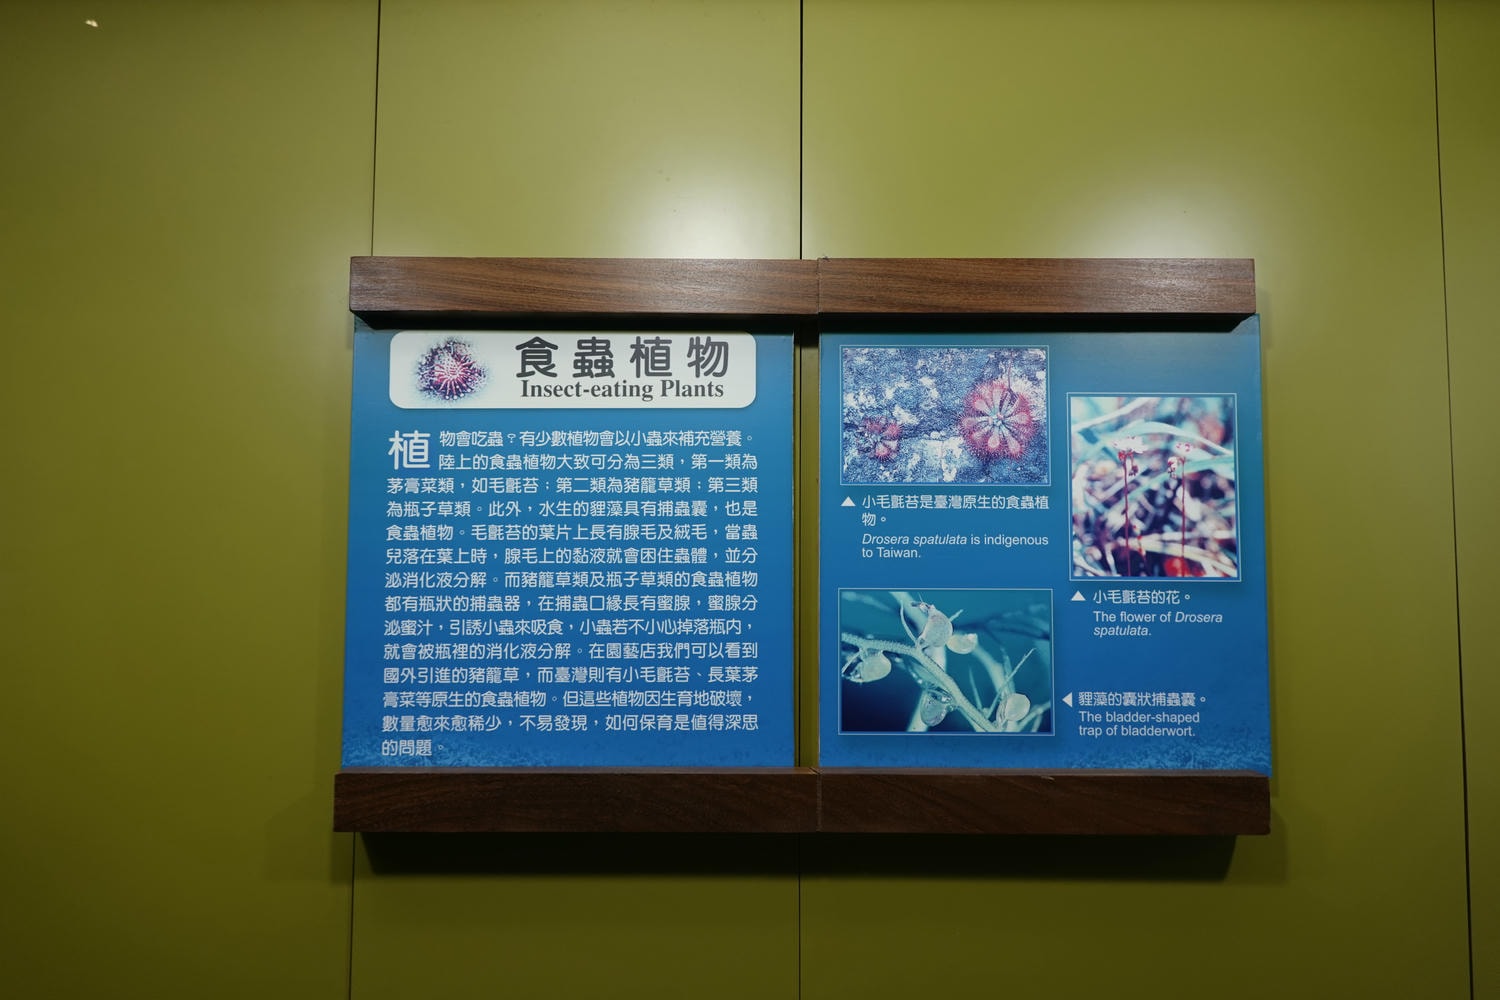 食蟲植物
Insect-eating Plants
植物會吃蟲？有少數植物會以小蟲來補充營養。
陸上的食蟲植物大致可分為三類，第一類為
茅膏菜類，如毛氈苔；第二類為豬籠草類；第三類
為瓶子草類。此外，水生的貍藻具有捕蟲囊，也是
食蟲植物。毛氈苔的葉片上長有腺毛及絨毛，當蟲
兒落在葉上時，腺毛上的黏液就會困住蟲體，並分
泌消化液分解。而豬籠草類及瓶子草類的食蟲植物
都有瓶狀的捕蟲器，在捕蟲口緣長有蜜腺，蜜腺分
泌蜜汁，引誘小蟲來吸食，小蟲若不小心掉落瓶內，
就會被瓶裡的消化液分解。在園藝店我們可以看到
國外引進的豬籠草，而臺灣則有小毛氈苔、長葉茅
膏菜等原生的食蟲植物。但這些植物因生育地破壞，
數量愈來愈稀少，不易發現，如何保育是值得深思
的問題。
小毛氈苔是臺灣原生的食蟲植
物。
Drosera spatulata is indigenous
to Taiwan.
小毛氈苔的花。
The flower of Drosera
spatulata.
貍藻的囊狀捕蟲囊。
The bladder-shaped
trap of bladderwort.